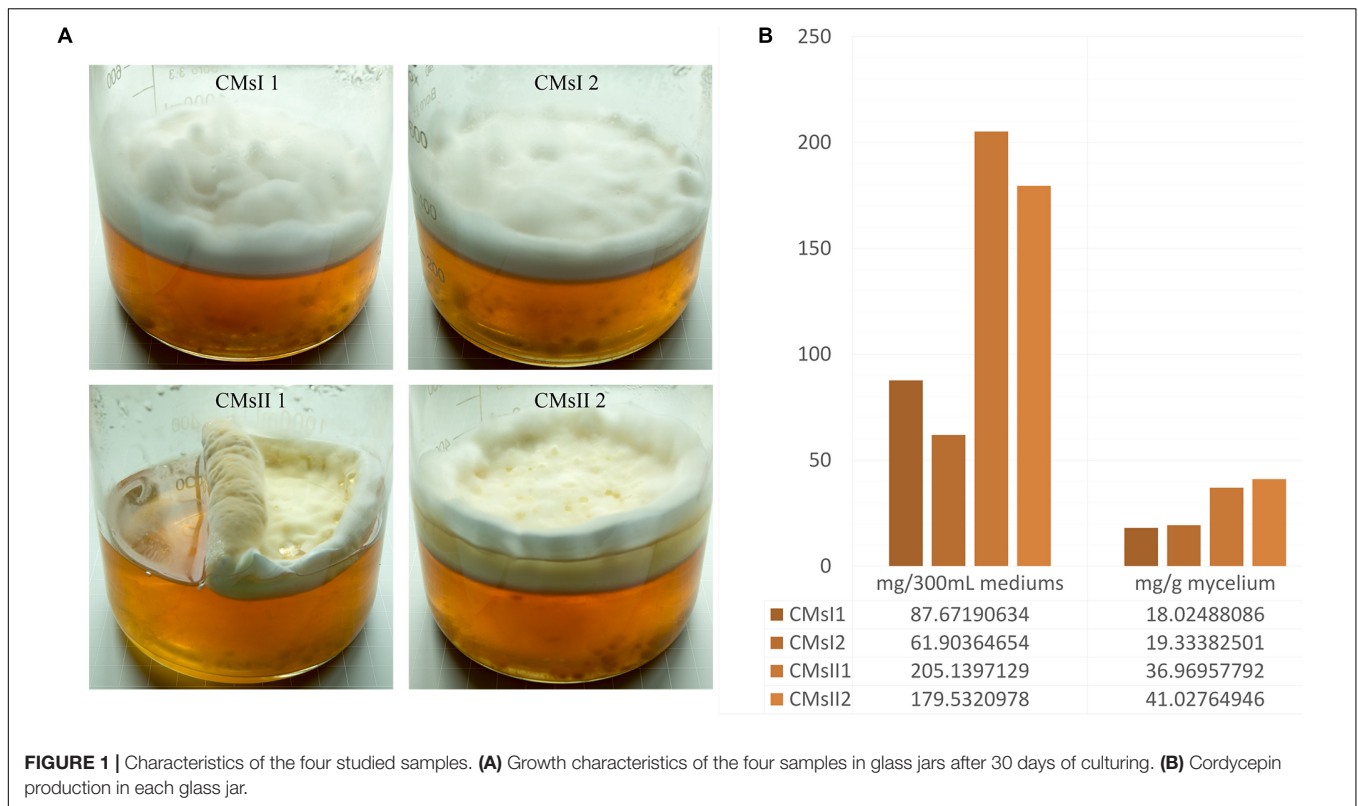 A
CMsI 1
CMsI 2
CMsII 1
CMsII 2
B
250
200
150
100
50
0
mg/300mL mediums mg/g mycelium
CMsI1 87.67190634 18.02488086
CMsI2 61.90364654 19.33382501
CMsII1 205.1397129 36.96957792
CMsII2 179.5320978 41.02764946
FIGURE 1 | Characteristics of the four studied samples. (A) Growth characteristics of the four samples in glass jars after 30 days of culturing. (B) Cordycepin
production in each glass jar.